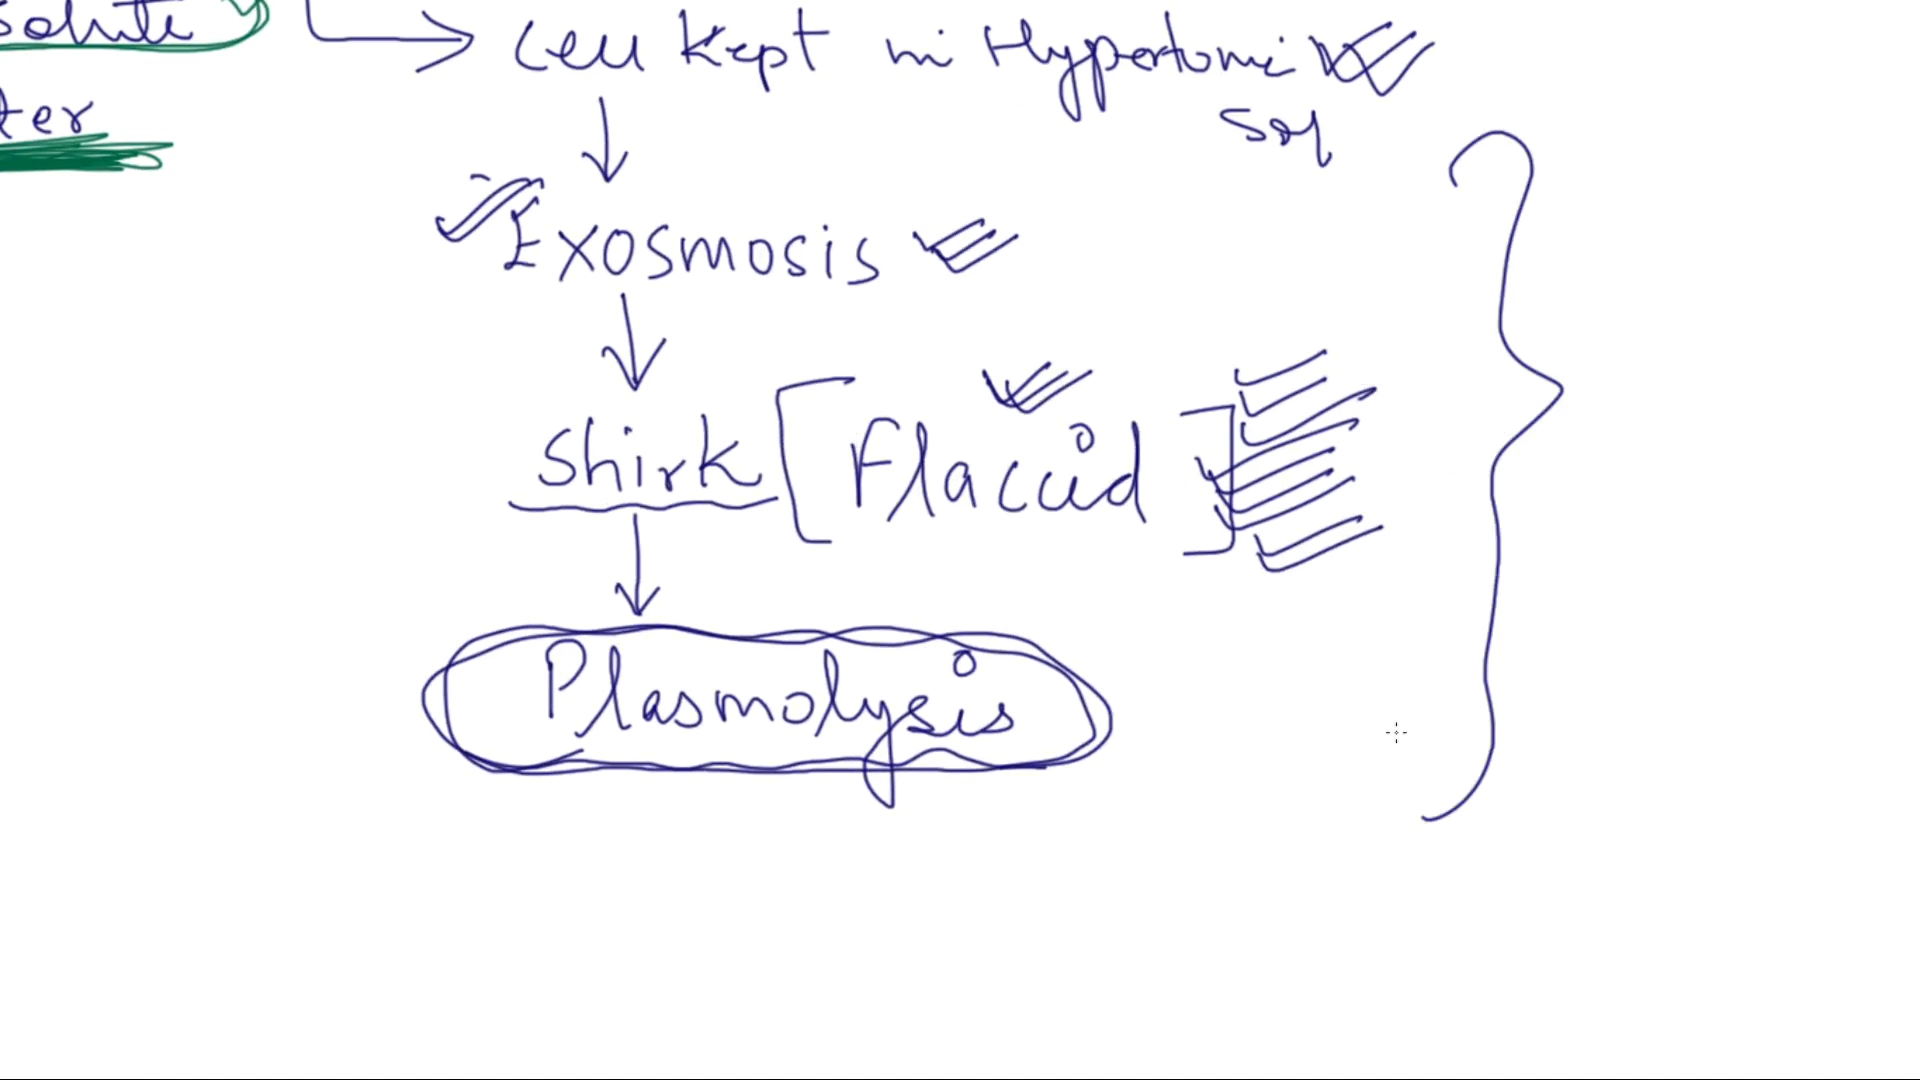 solute
Cell Kept in Hypertonic
Sol
ter
Exosmosis
Shirk [Flaccid]
Plasmolysis